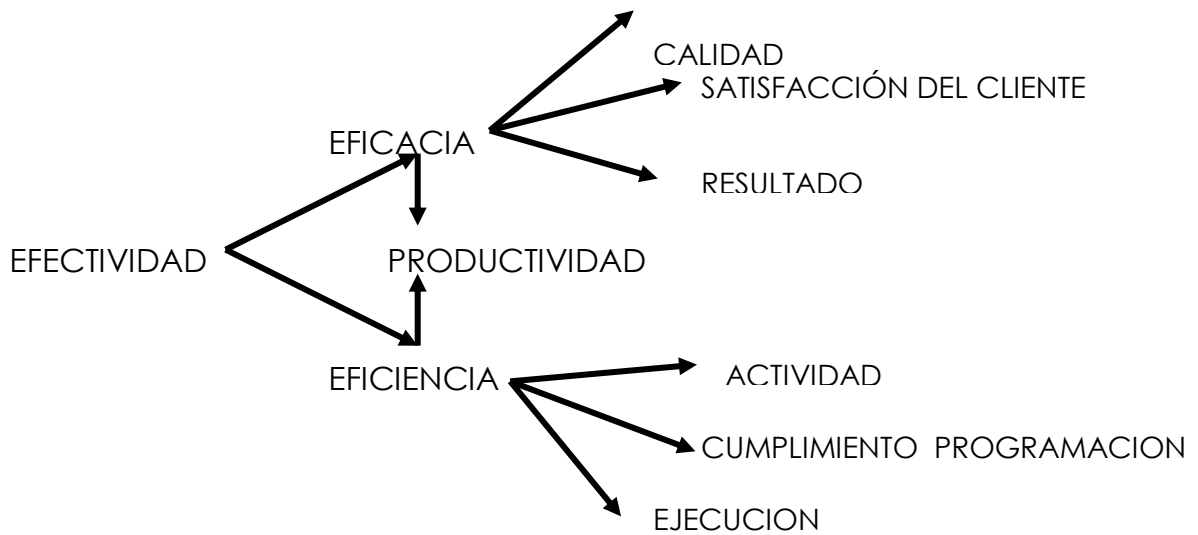 CALIDAD
SATISFACCIÓN DEL CLIENTE
EFICACIA
RESULTADO
EFECTIVIDAD
PRODUCTIVIDAD
EFICIENCIA
ACTIVIDAD
CUMPLIMIENTO PROGRAMACION
EJECUCION